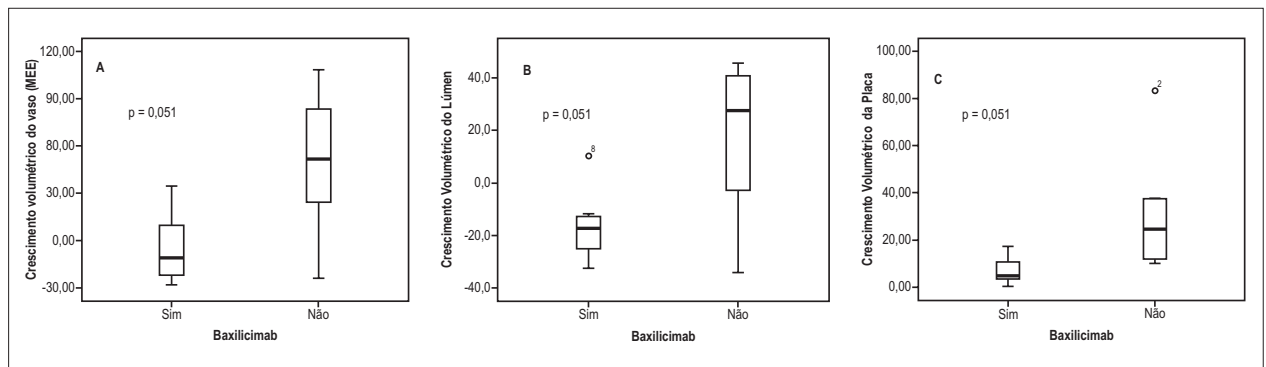 Crescimento volumétrico do vaso (MEE)
120,00
90,00
80,00
30,00
0,00
-30,00
A
p = 0,051
Sim
Não
Baxilicimab
Crescimento Volumétrico do Lúmen
40,0
20,0
0,0
-20,0
-40,0
B
p = 0,051
8
Sim
Não
Baxilicimab
Crescimento Volumétrico da Placa
100,00
80,00
60,00
40,00
20,00
0,00
C
p = 0,051
2
Sim
Não
Baxilicimab